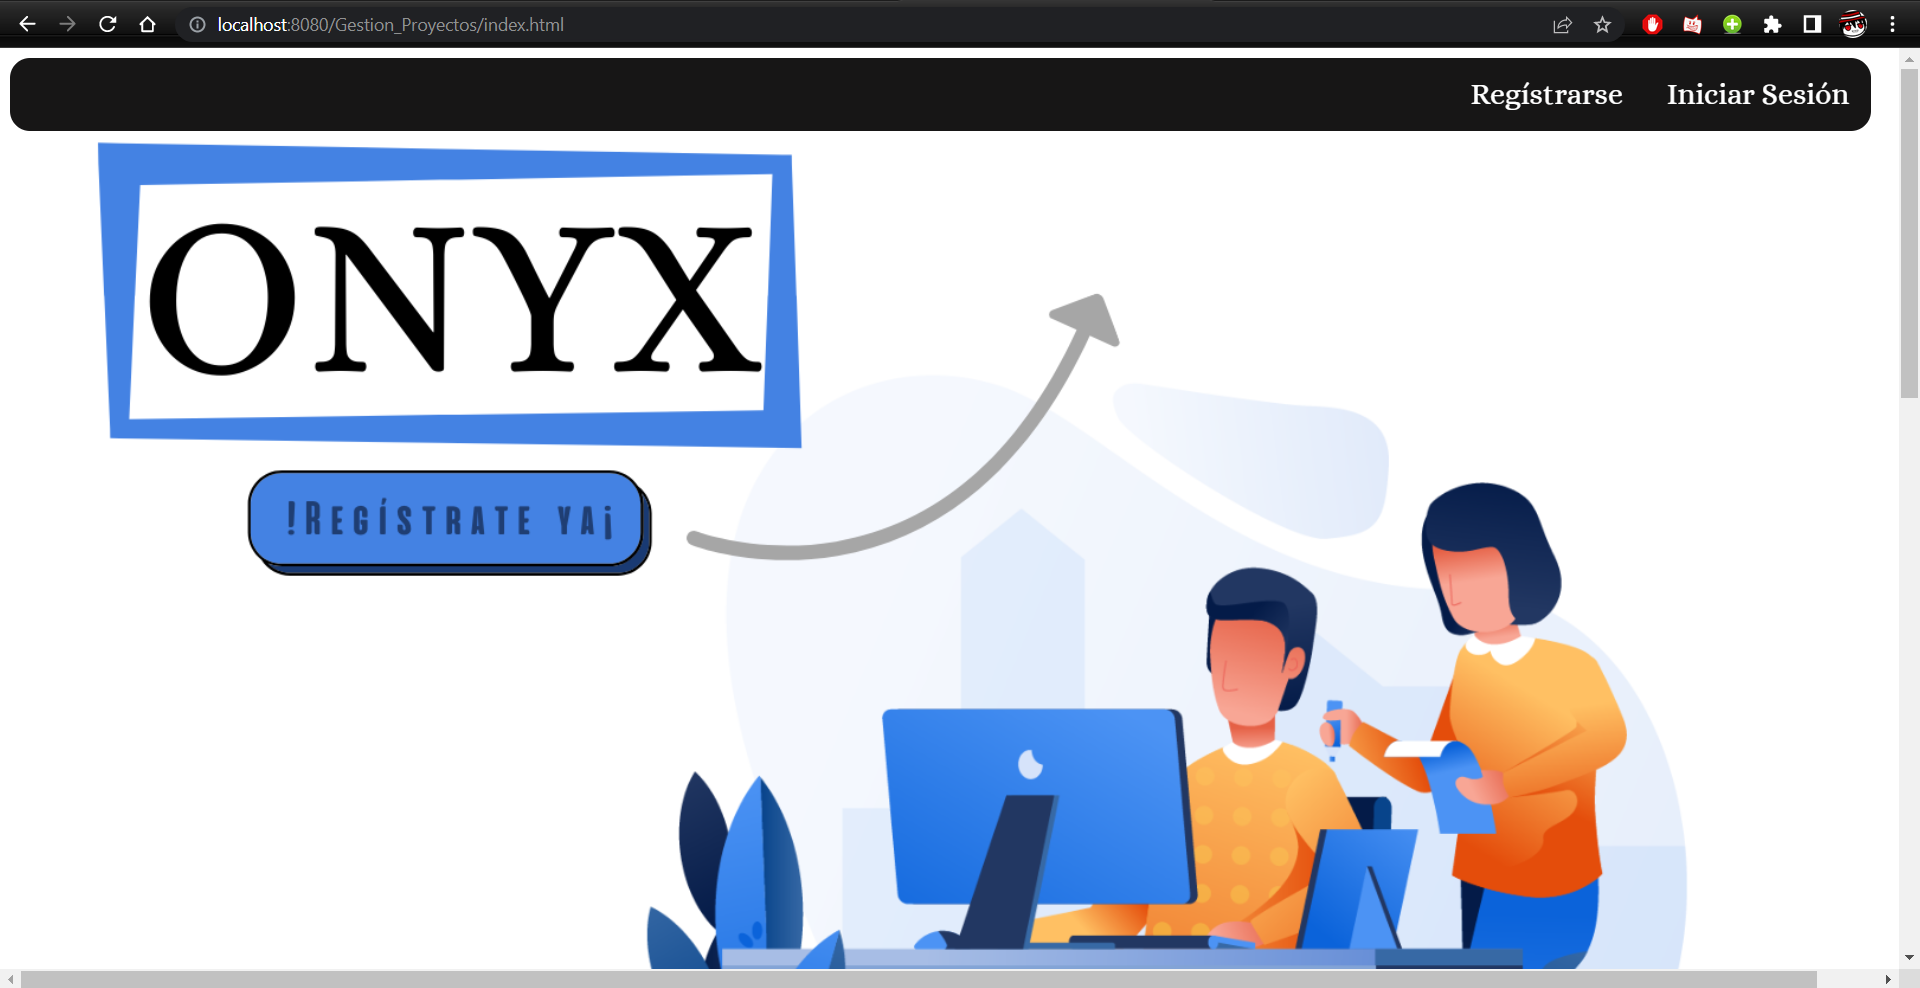 localhost:8080/Gestion_Proyectos/index.html
Regístrarse Iniciar Sesión
ONYX
!Regístrate ya¡